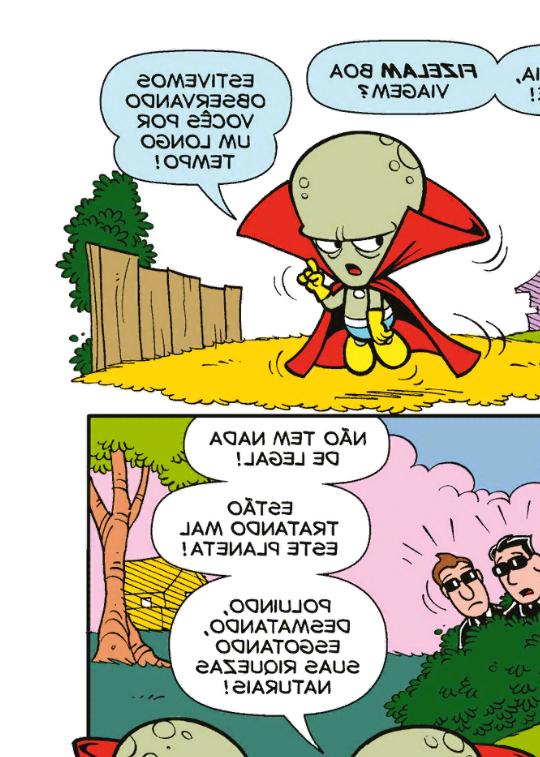 FIZELAM BOA
VIAGEM?
ESTIVEMOS
OBSERVANDO
VOCÊS POR
UM LONGO
TEMPO!
NÃO TEM NADA
DE LEGAL!
ESTÃO
TRATANDO MAL
ESTE PLANETA!
POLUINDO,
DESMATANDO,
ESGOTANDO
SUAS RIQUEZAS
NATURAIS!